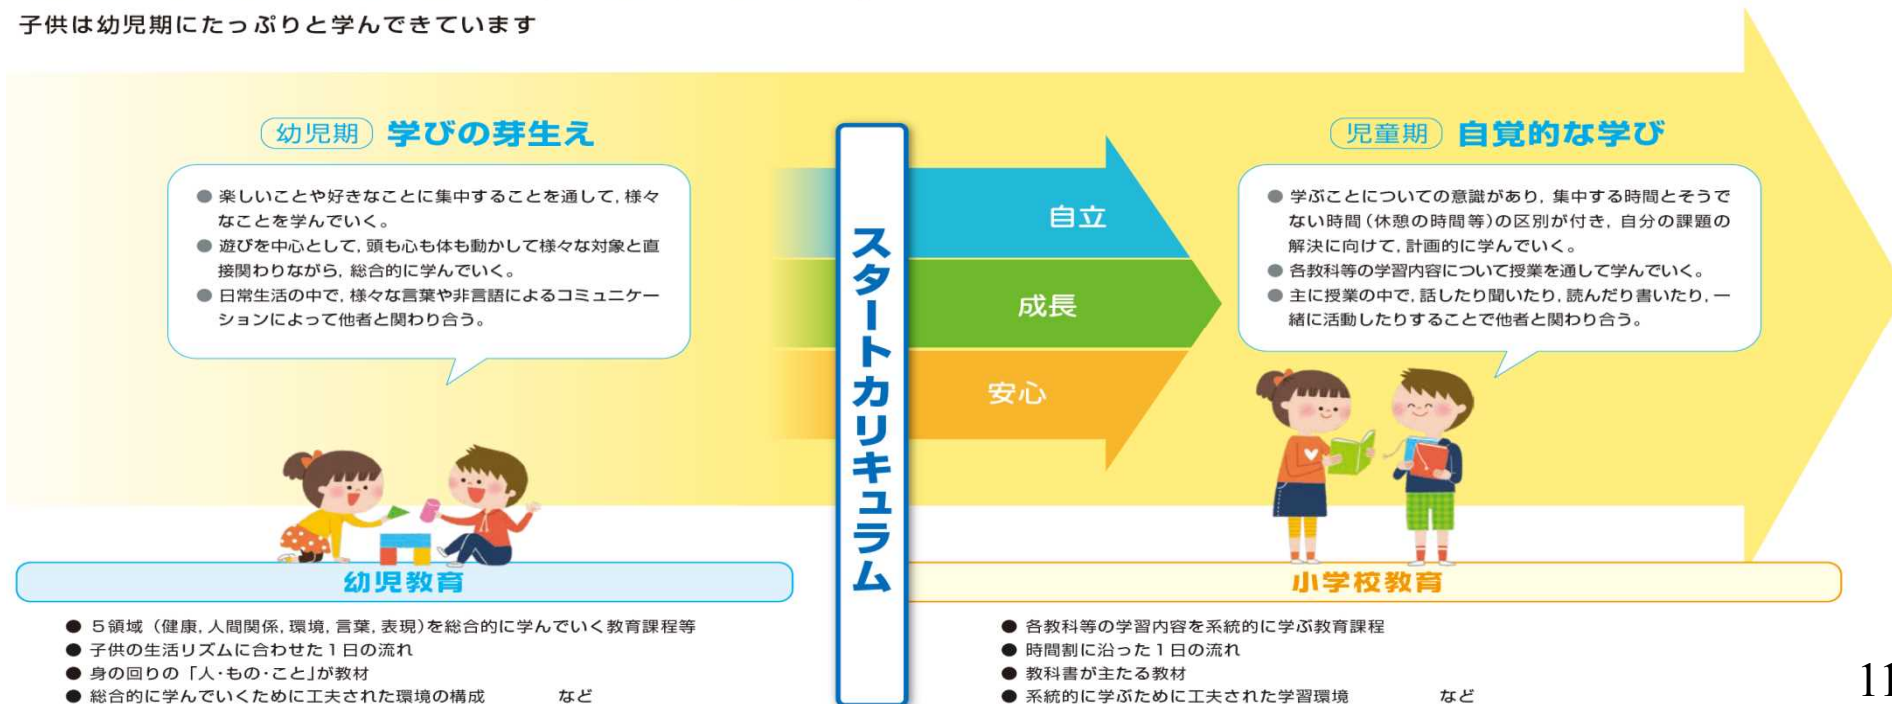 子供は幼児期にたっぷりと学んできています
幼児期 学びの芽生え
● 楽しいことや好きなことに集中することを通して,様々
なことを学んでいく。
● 遊びを中心として,頭も心も体も動かして様々な対象と直
接関わりながら,総合的に学んでいく。
● 日常生活の中で,様々な言葉や非言語によるコミュニケー
ションによって他者と関わり合う。
スタートカリキュラム
自立
成長
安心
児童期 自覚的な学び
● 学ぶことについての意識があり,集中する時間とそうで
ない時間(休憩の時間等)の区別が付き,自分の課題の
解決に向けて,計画的に学んでいく。
● 各教科等の学習内容について授業を通して学んでいく。
● 主に授業の中で,話したり聞いたり,読んだり書いたり,一
緒に活動したりすることで他者と関わり合う。
幼児教育
● 5領域(健康,人間関係,環境,言葉,表現)を総合的に学んでいく教育課程等
● 子供の生活リズムに合わせた1日の流れ
● 身の回りの「人・もの・こと」が教材
● 総合的に学んでいくために工夫された環境の構成 など
小学校教育
● 各教科等の学習内容を系統的に学ぶ教育課程
● 時間割に沿った1日の流れ
● 教科書が主たる教材
● 系統的に学ぶために工夫された学習環境 など
11